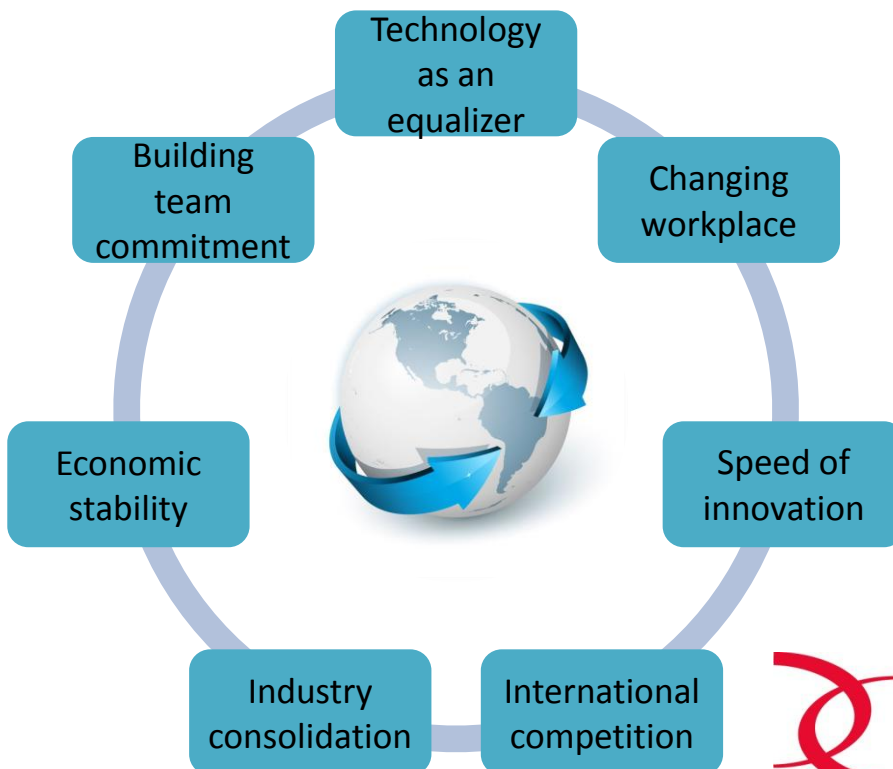 Technology
as an
equalizer
Changing
workplace
Speed of
innovation
International
competition
Industry
consolidation
Economic
stability
Building
team
commitment